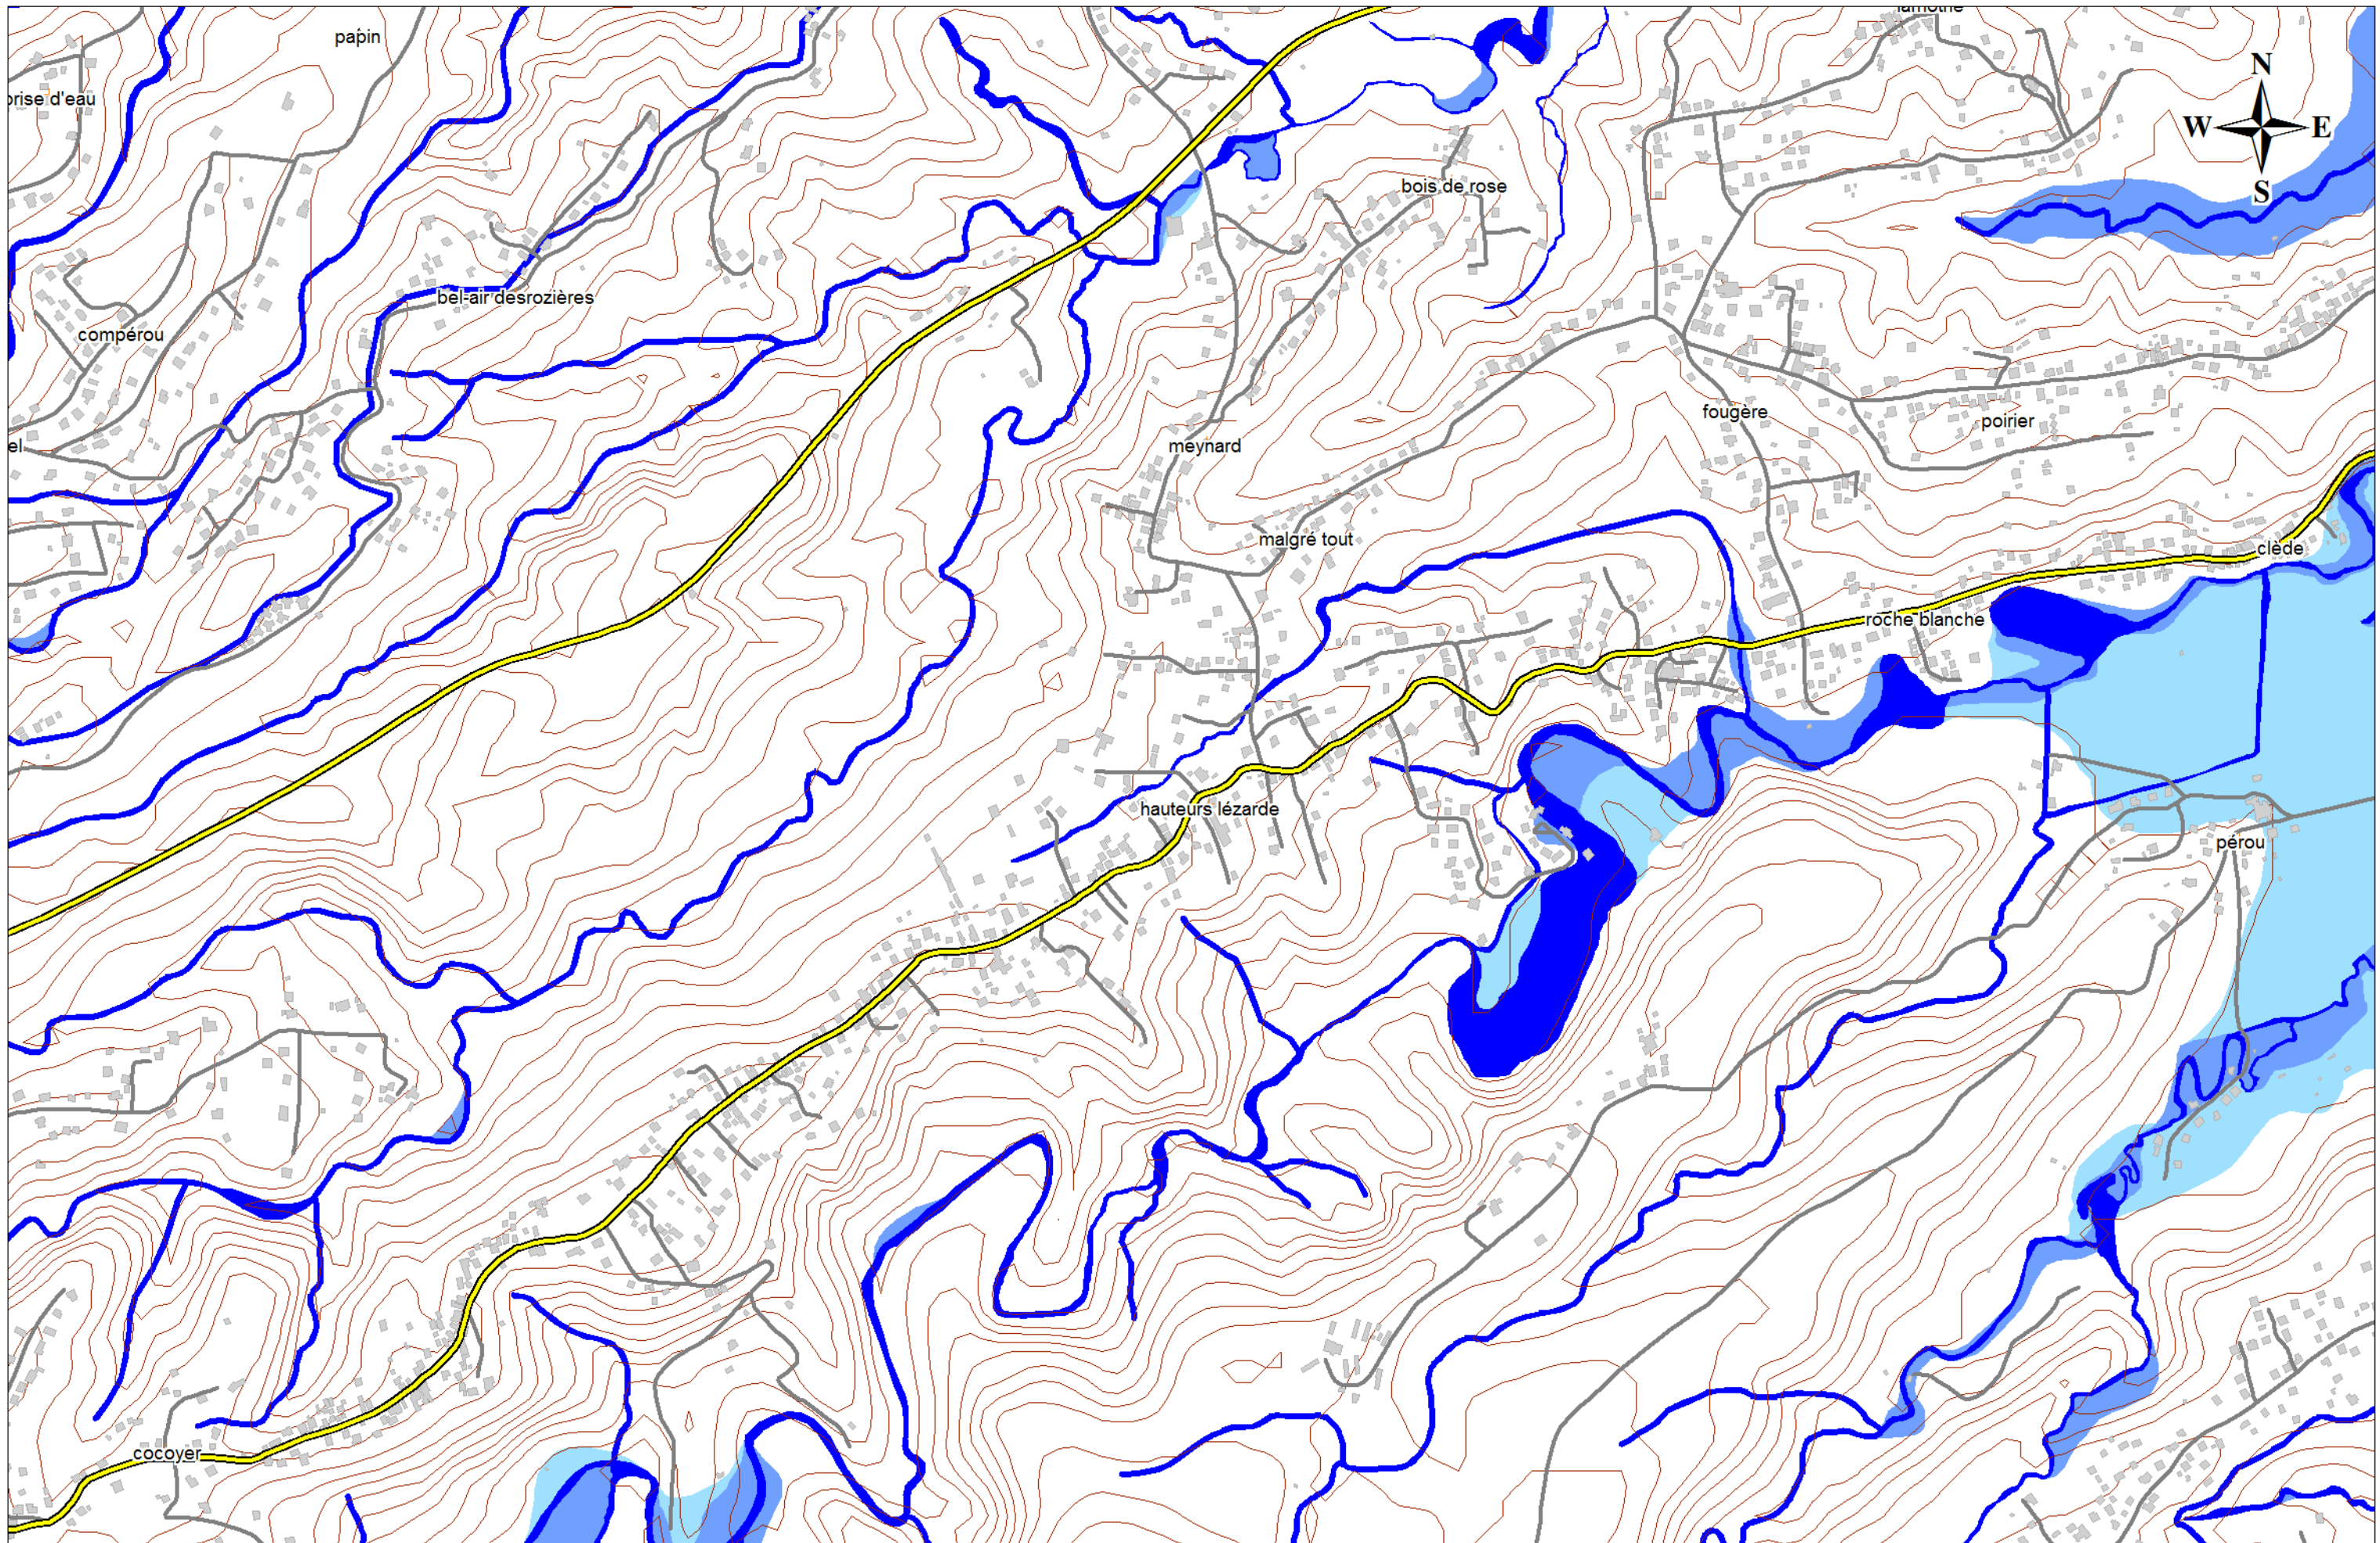 papin
N
prise d'eau
W
E
S
bois de rose
bel-air desrozières
compérou
fougère
poirier
el
meynard
malgré tout
clède
roche blanche
hauteurs lézarde
pérou
cocoyer